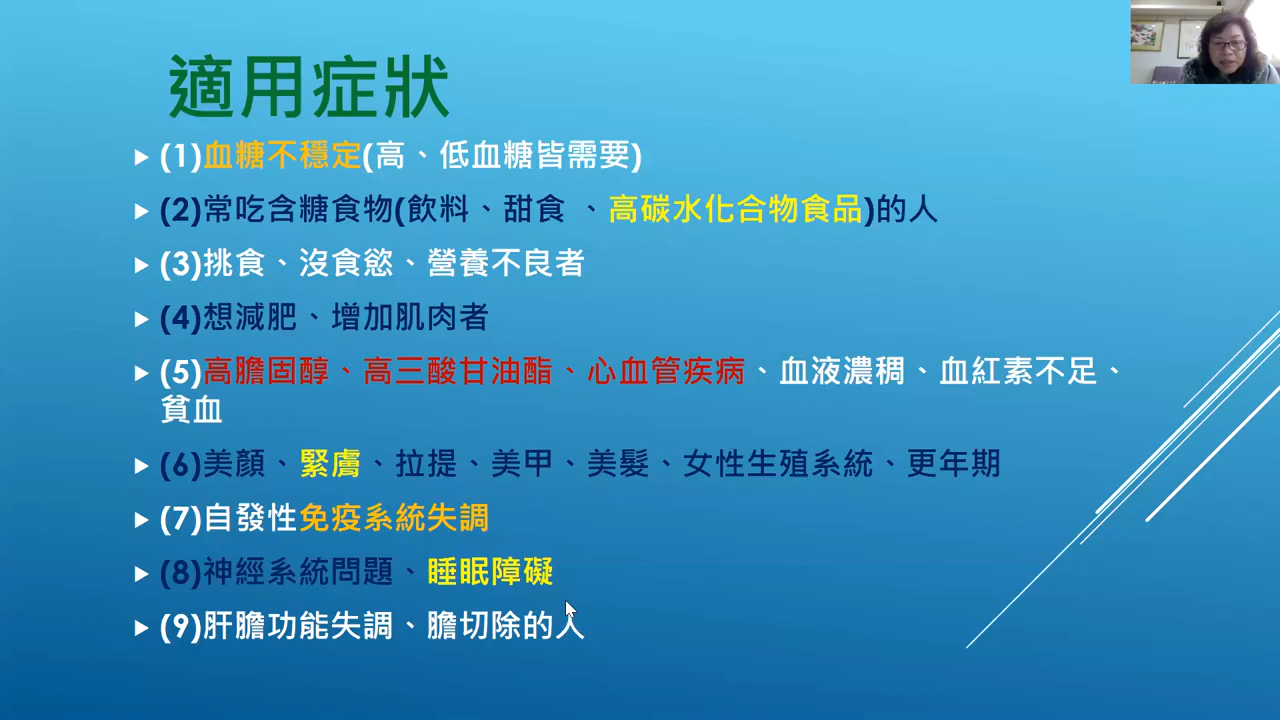 適用症狀
(1)血糖不穩定(高、低血糖皆需要)
(2)常吃含糖食物(飲料、甜食 、高碳水化合物食品)的人
(3)挑食、沒食慾、營養不良者
(4)想減肥、增加肌肉者
(5)高膽固醇、高三酸甘油酯、心血管疾病、血液濃稠、血紅素不足、
貧血
(6)美顏、緊膚、拉提、美甲、美髮、女性生殖系統、更年期
(7)自發性免疫系統失調
(8)神經系統問題、睡眠障礙
(9)肝膽功能失調、膽切除的人